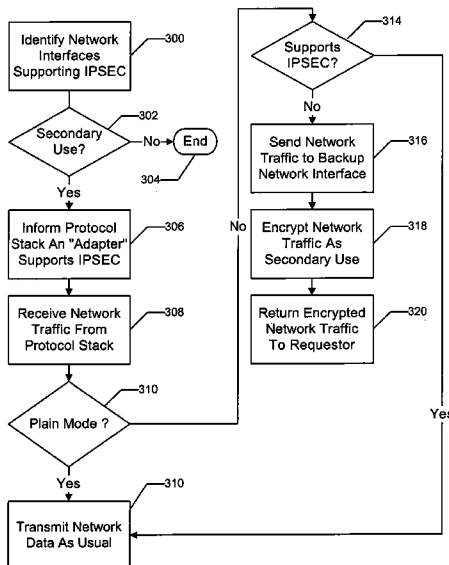 Identify Network
Interfaces
Supporting IPSEC
300
Secondary
Use?
302
No
End
304
Yes
Inform Protocol
Stack An "Adapter"
Supports IPSEC
306
Receive Network
Traffic From
Protocol Stack
308
Plain Mode ?
310
Yes
Transmit Network
Data As Usual
310
No
Supports
IPSEC?
314
No
Send Network
Traffic to Backup
Network Interface
316
Encrypt Network
Traffic As
Secondary Use
318
Return Encrypted
Network Traffic
To Requestor
320
Yes